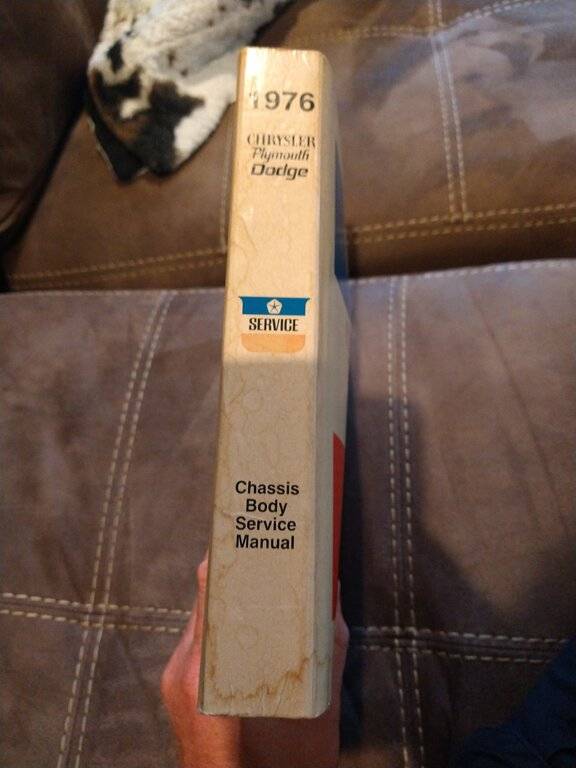 1976
CHRYSLER
Plymouth
Dodge
SERVICE
Chassis
Body
Service
Manual